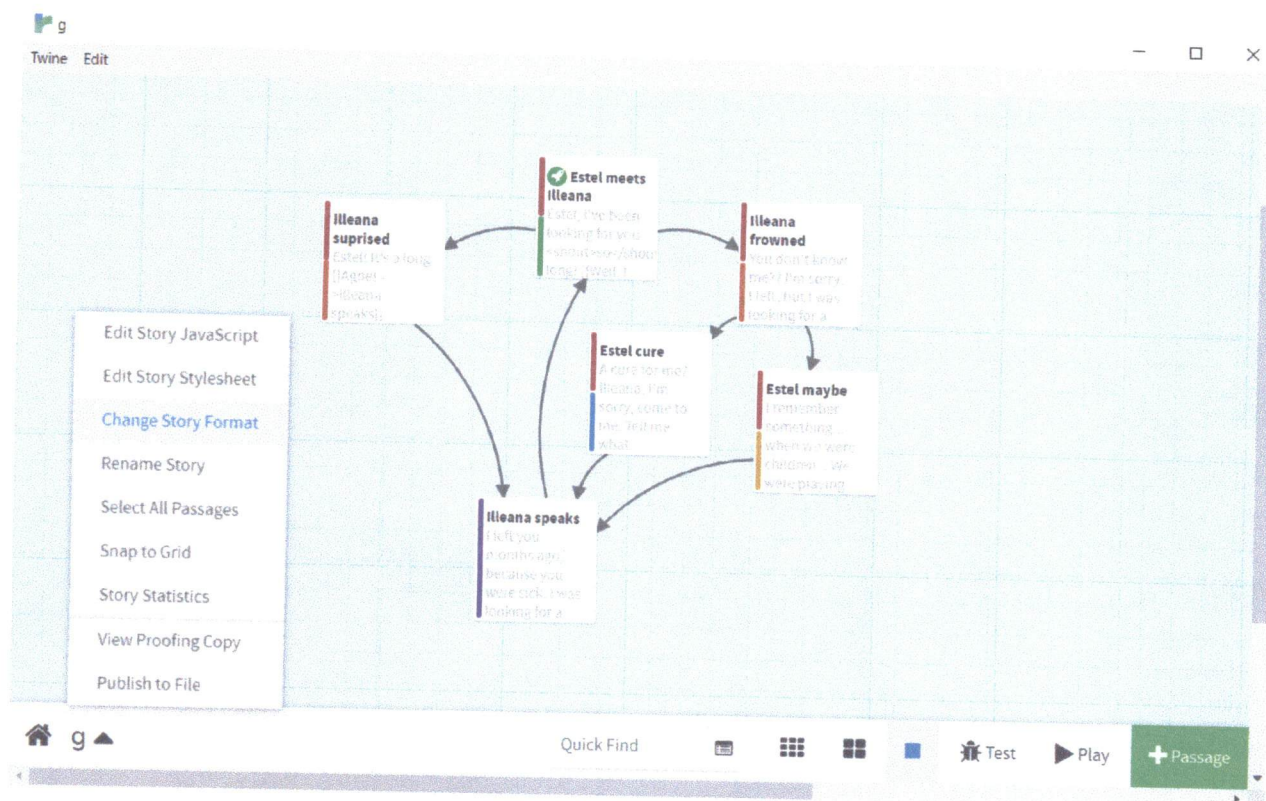 g
Twine Edit
Estel meets
Illeana
Estel, I've been
looking for you
long!
Illeana
suprised
Estel! It's a long
speaks
Illeana
frowned
You don't know
me? I'm sorry,
I left, but I was
looking for a
Estel cure
A cure for me?
Illeana, I'm
sorry, come to
me. Tell me
what
Estel maybe
I remember
something
when we were
children... We
were playing
Illeana speaks
I left you
months ago,
because you
were sick. I was
looking for a
Edit Story JavaScript
Edit Story Stylesheet
Change Story Format
Rename Story
Select All Passages
Snap to Grid
Story Statistics
View Proofing Copy
Publish to File
g
Quick Find
Test
Play
+ Passage